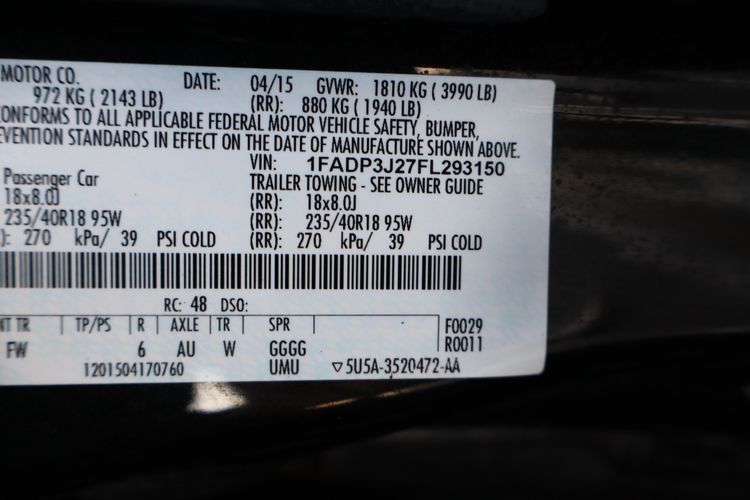 MOTOR CO. DATE: 04/15 GVWR: 1810 KG ( 3990 LB)
972 KG ( 2143 LB) (RR): 880 KG ( 1940 LB)
CONFORMS TO ALL APPLICABLE FEDERAL MOTOR VEHICLE SAFETY, BUMPER,
EVENTION STANDARDS IN EFFECT ON THE DATE OF MANUFACTURE SHOWN ABOVE.
VIN: 1FADP3J27FL293150
Passenger Car TRAILER TOWING - SEE OWNER GUIDE
18x8.0J (RR): 18x8.0J
235/40R18 95W (RR): 235/40R18 95W
): 270 kPa/ 39 PSI COLD (RR): 270 kPa/ 39 PSI COLD
RC: 48 DSO:
NT TR | TP/PS | R | AXLE | TR | SPR F0029
FW 6 AU W GGGG R0011
1201504170760 UMU ▽5U5A-3520472-AA